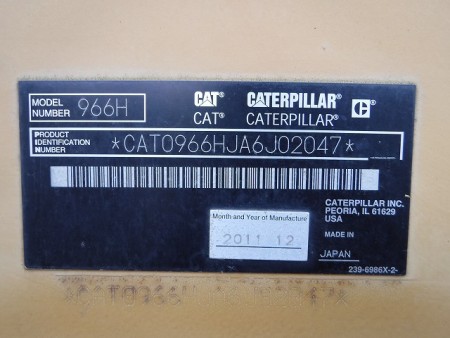 MODEL NUMBER 966H
CAT® CATERPILLAR® C®
CAT® CATERPILLAR®
PRODUCT IDENTIFICATION NUMBER *CAT0966HJA6J02047*
CATERPILLAR INC.
PEORIA, IL 61629
USA
Month and Year of Manufacture
2011 12
MADE IN
JAPAN
239-6986X-2-